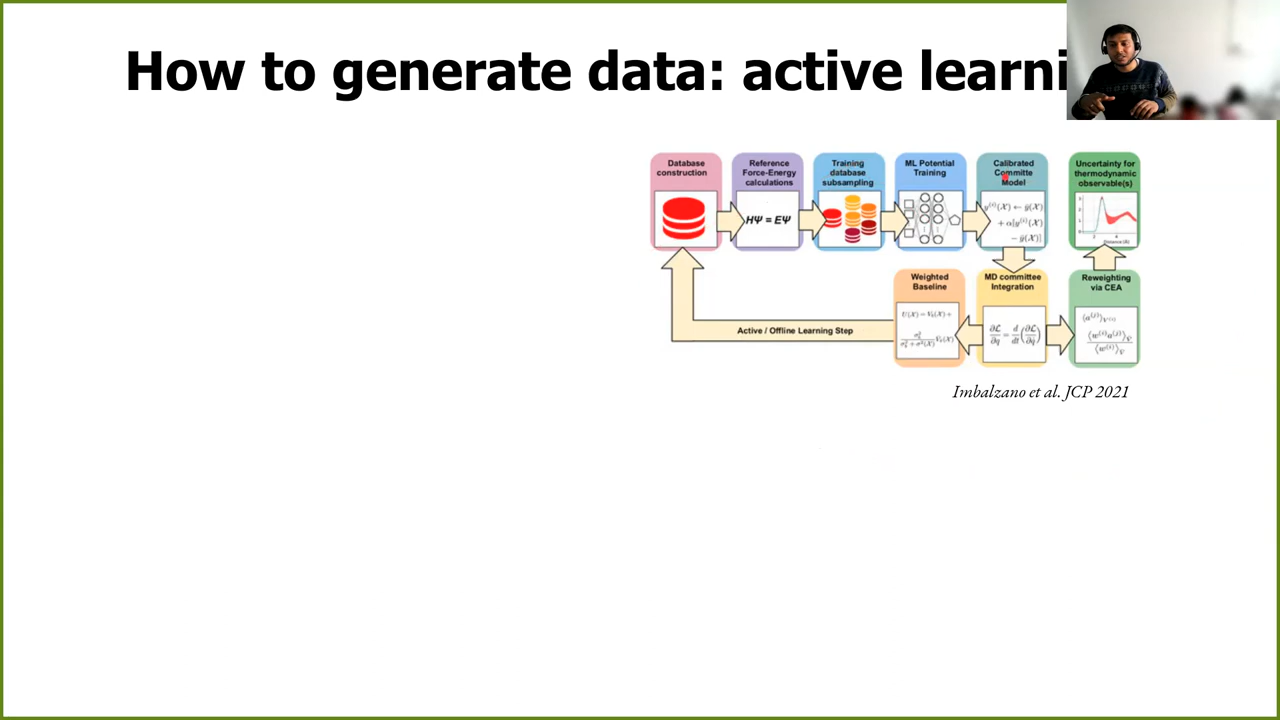 How to generate data: active learni
Database
construction
Reference
Force-Energy
calculations
HΨ = EΨ
Training
database
subsampling
ML Potential
Training
Calibrated
Committe
Model
Uncertainty for
thermodynamic
observable(s)
Distance (Å)
Weighted
Baseline
MD committee
Integration
Reweighting
via CEA
Active / Offline Learning Step
Imbalzano et al. JCP 2021